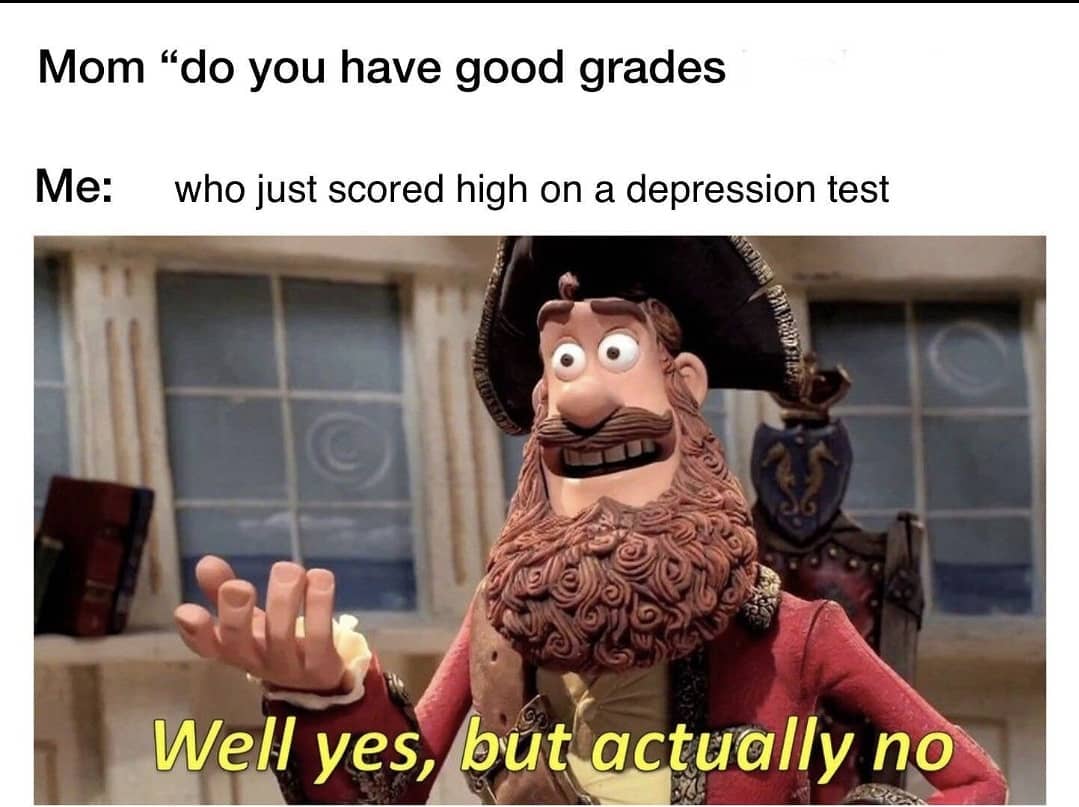 Mom “do you have good grades
Me: who just scored high on a depression test
Well yes, but actually no